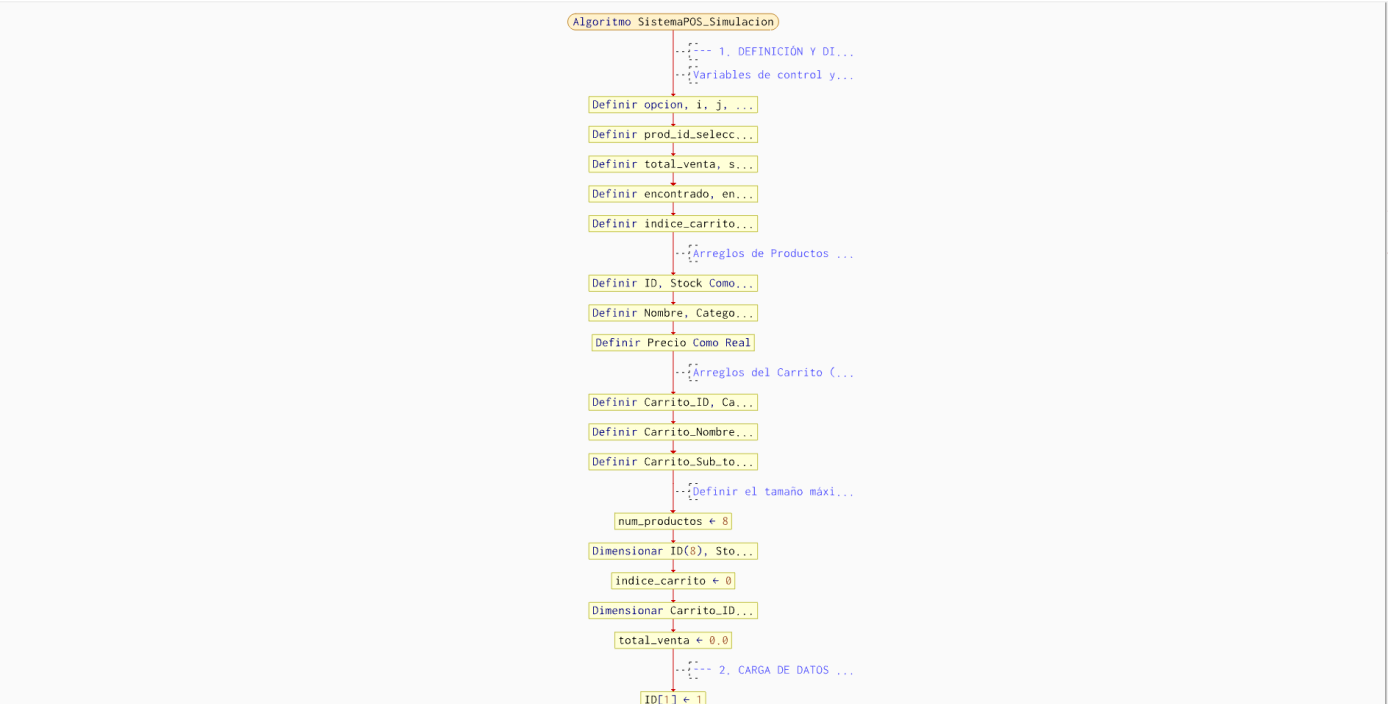 Algoritmo SistemaPOS_Simulacion
--- 1. DEFINICIÓN Y DI...
Variables de control y...
Definir opcion, i, j, ...
Definir prod_id_selecc...
Definir total_venta, s...
Definir encontrado, en...
Definir indice_carrito...
Arreglos de Productos ...
Definir ID, Stock Como...
Definir Nombre, Catego...
Definir Precio Como Real
Arreglos del Carrito (...
Definir Carrito_ID, Ca...
Definir Carrito_Nombre...
Definir Carrito_Sub_to...
Definir el tamaño máxi...
num_productos ← 8
Dimensionar ID(8), Sto...
indice_carrito ← 0
Dimensionar Carrito_ID...
total_venta ← 0.0
--- 2. CARGA DE DATOS ...
ID[1] ← 1